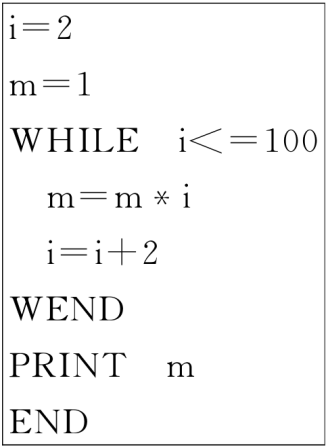 i=2
m=1
WHILE i<=100
m=m*i
i=i+2
WEND
PRINT m
END